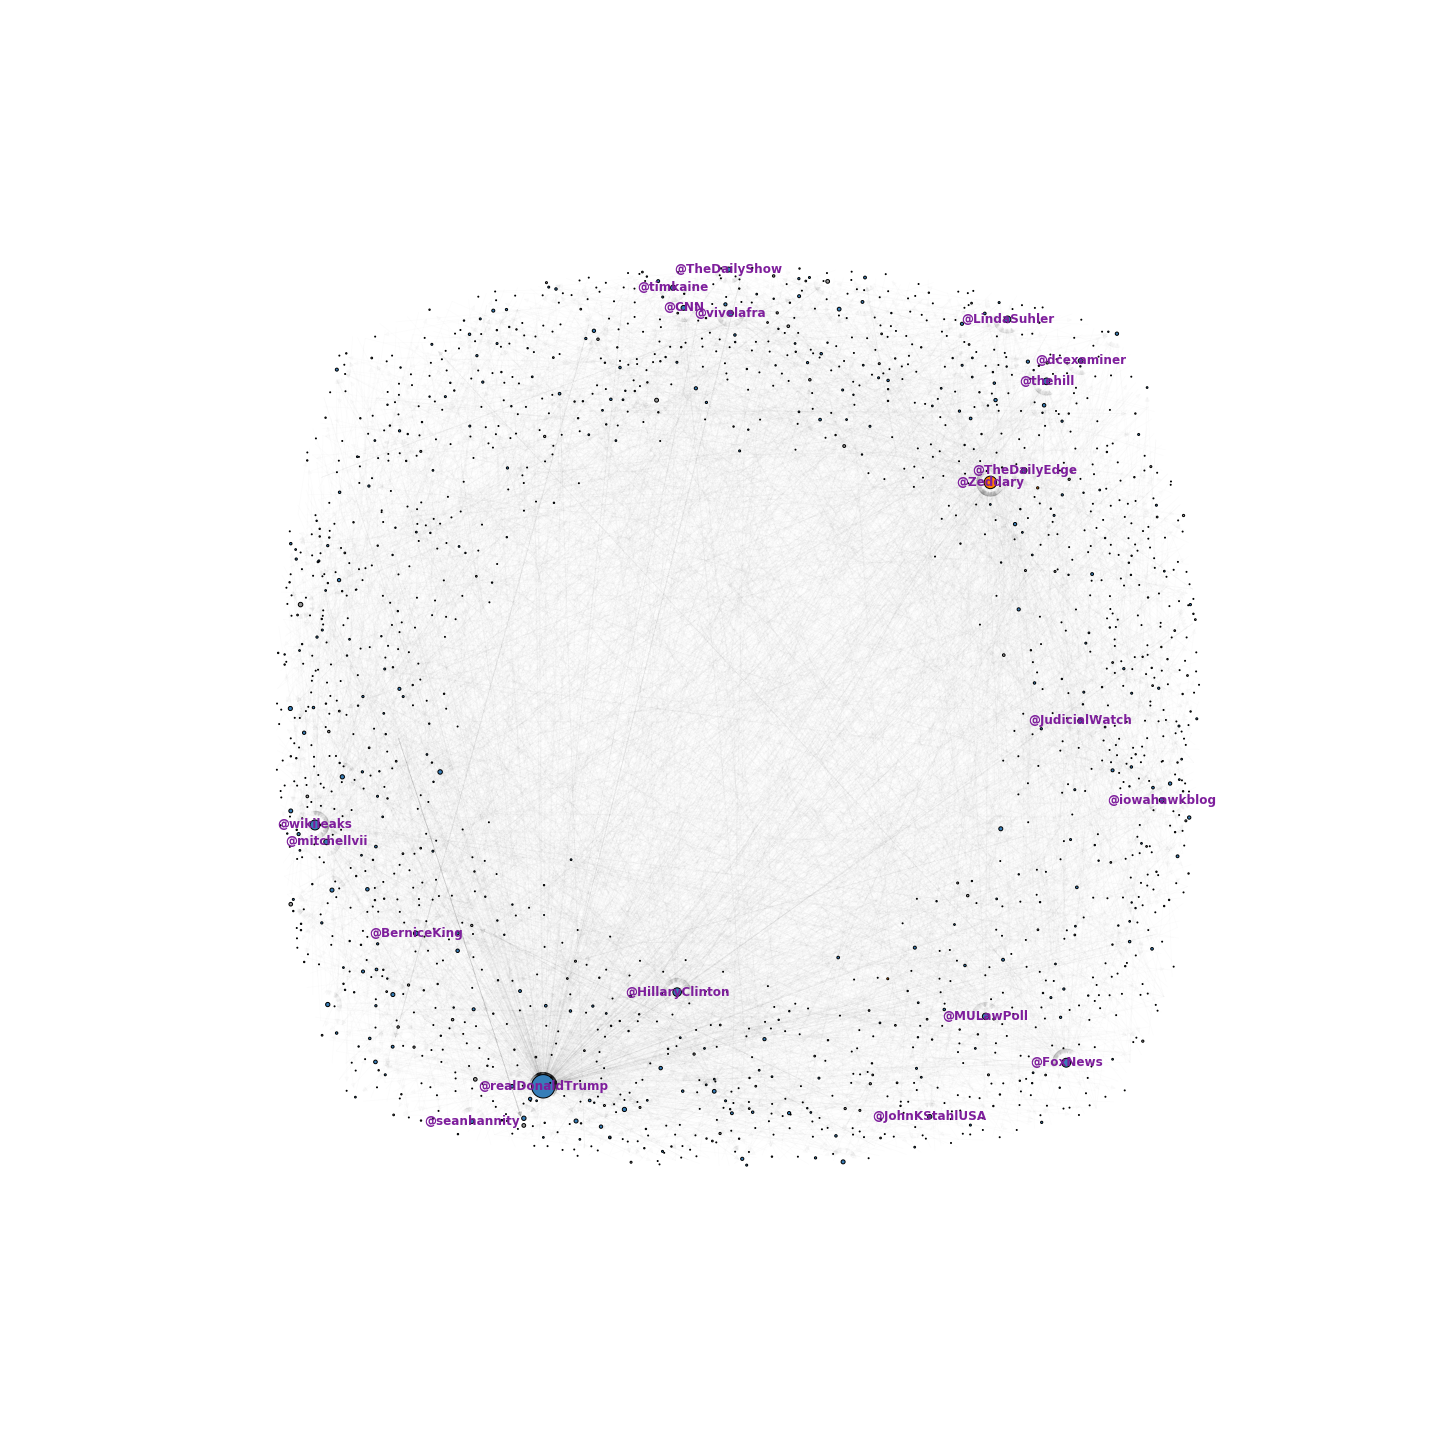 @TheDailyShow
@timkaine
@CNN
@vivelafra
@LindaSuhler
@dcexaminer
@thehill
@TheDailyEdge
@Zeddary
@JudicialWatch
@iowahawkblog
@wikileaks
@mitchellvii
@BerniceKing
@HillaryClinton
@MULawPoll
@FoxNews
@realDonaldTrump
@JohnKStahlUSA
@seanhannity